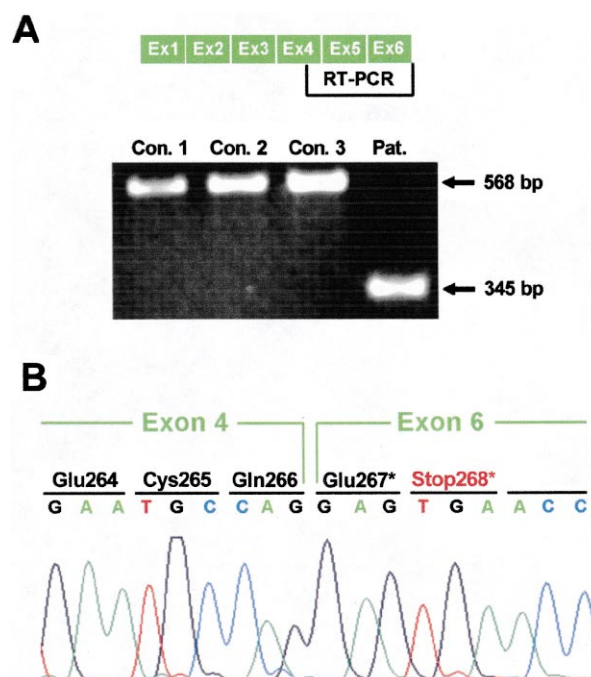 A
Ex1 Ex2 Ex3 Ex4 Ex5 Ex6
RT-PCR
Con. 1 Con. 2 Con. 3 Pat.
568 bp
345 bp
B
Exon 4 Exon 6
Glu264 Cys265 Gln266 Glu267* Stop268*
G A A T G C C A G G A G T G A A C C